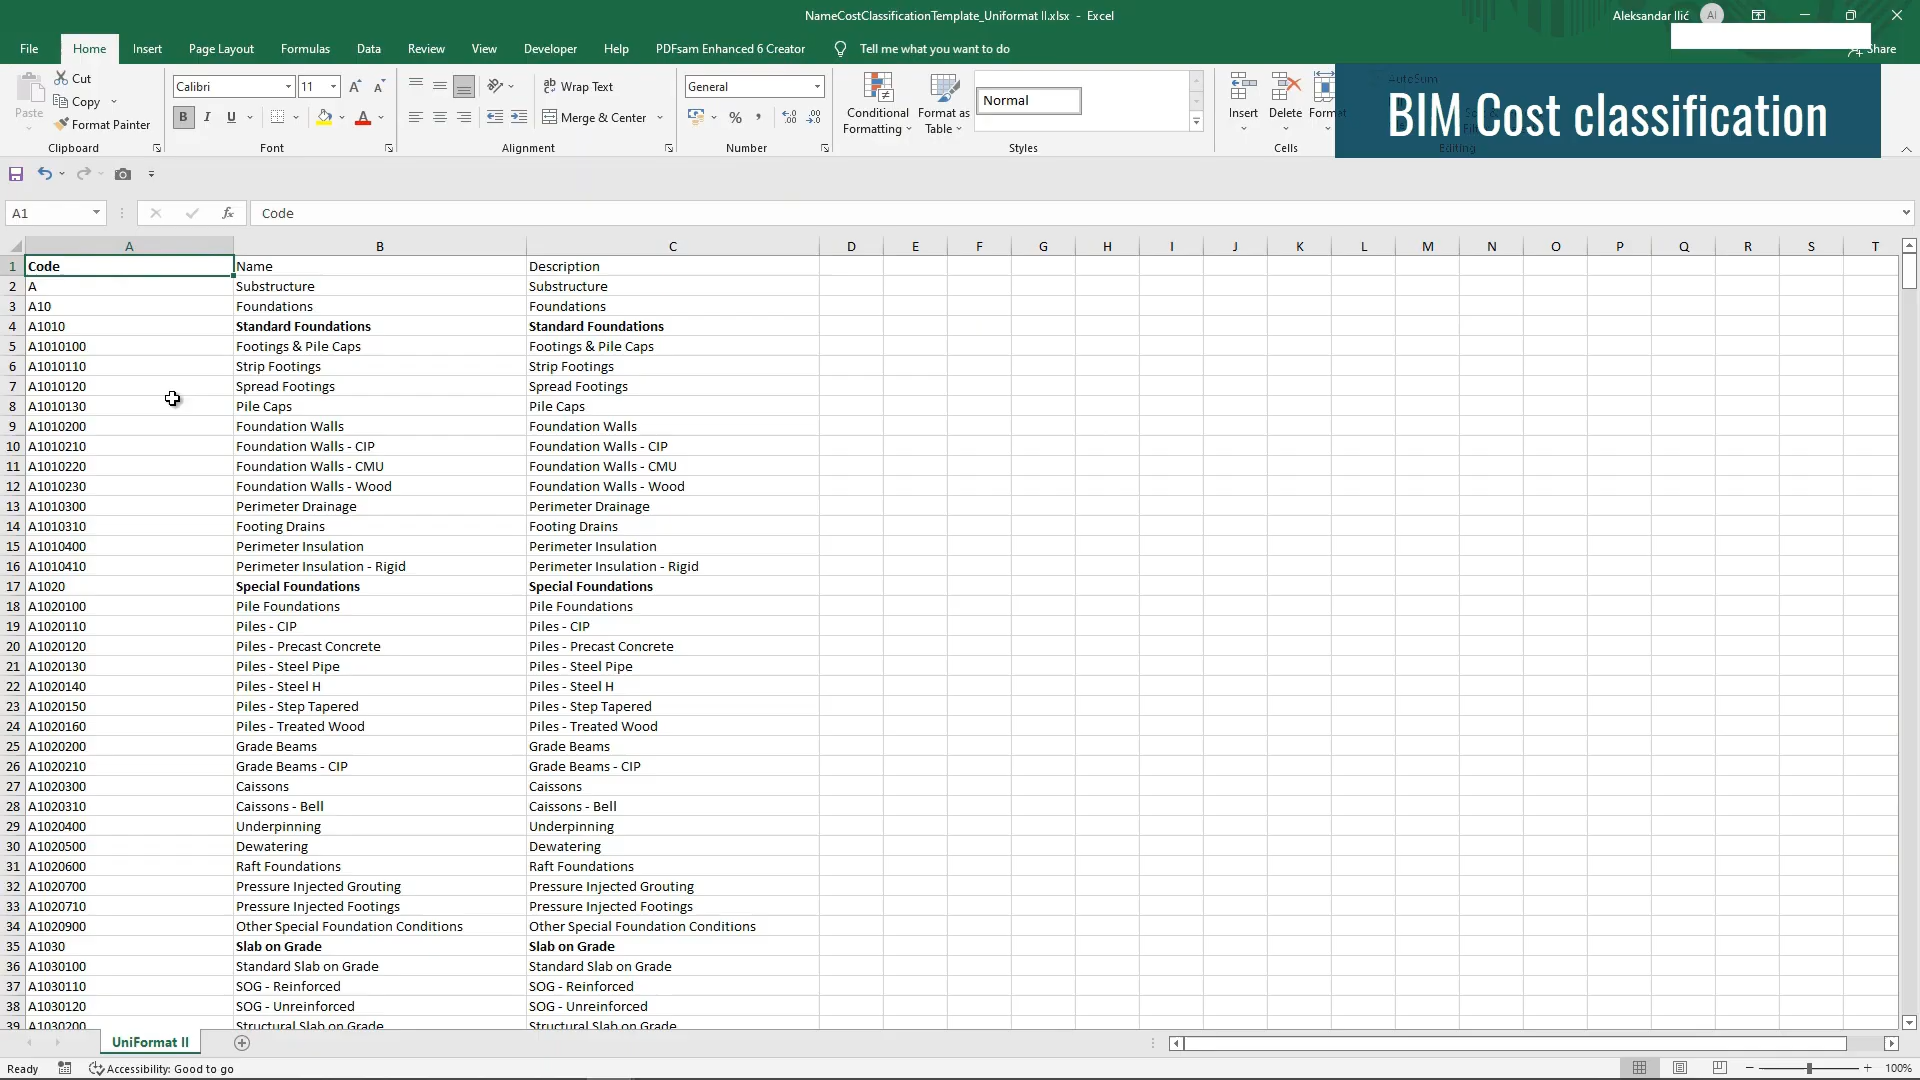 NameCostClassificationTemplate_Uniformat II.xlsx - Excel
Aleksandar Ilić AI
File Home Insert Page Layout Formulas Data Review View Developer Help PDFsam Enhanced 6 Creator Tell me what you want to do Share
Paste Cut
Copy
Format Painter
Clipboard
Calibri 11
B I U
Font
Wrap Text
Merge & Center
Alignment
General
% ,
Number
Conditional Formatting
Format as Table
Normal
Styles
Insert Delete Format
Cells
AutoSum
BIM Cost classification
Editing
A1 fx Code
A B C D E F G H I J K L M N O P Q R S T
1 Code Name Description
2 A Substructure Substructure
3 A10 Foundations Foundations
4 A1010 Standard Foundations Standard Foundations
5 A1010100 Footings & Pile Caps Footings & Pile Caps
6 A1010110 Strip Footings Strip Footings
7 A1010120 Spread Footings Spread Footings
8 A1010130 Pile Caps Pile Caps
9 A1010200 Foundation Walls Foundation Walls
10 A1010210 Foundation Walls - CIP Foundation Walls - CIP
11 A1010220 Foundation Walls - CMU Foundation Walls - CMU
12 A1010230 Foundation Walls - Wood Foundation Walls - Wood
13 A1010300 Perimeter Drainage Perimeter Drainage
14 A1010310 Footing Drains Footing Drains
15 A1010400 Perimeter Insulation Perimeter Insulation
16 A1010410 Perimeter Insulation - Rigid Perimeter Insulation - Rigid
17 A1020 Special Foundations Special Foundations
18 A1020100 Pile Foundations Pile Foundations
19 A1020110 Piles - CIP Piles - CIP
20 A1020120 Piles - Precast Concrete Piles - Precast Concrete
21 A1020130 Piles - Steel Pipe Piles - Steel Pipe
22 A1020140 Piles - Steel H Piles - Steel H
23 A1020150 Piles - Step Tapered Piles - Step Tapered
24 A1020160 Piles - Treated Wood Piles - Treated Wood
25 A1020200 Grade Beams Grade Beams
26 A1020210 Grade Beams - CIP Grade Beams - CIP
27 A1020300 Caissons Caissons
28 A1020310 Caissons - Bell Caissons - Bell
29 A1020400 Underpinning Underpinning
30 A1020500 Dewatering Dewatering
31 A1020600 Raft Foundations Raft Foundations
32 A1020700 Pressure Injected Grouting Pressure Injected Grouting
33 A1020710 Pressure Injected Footings Pressure Injected Footings
34 A1020900 Other Special Foundation Conditions Other Special Foundation Conditions
35 A1030 Slab on Grade Slab on Grade
36 A1030100 Standard Slab on Grade Standard Slab on Grade
37 A1030110 SOG - Reinforced SOG - Reinforced
38 A1030120 SOG - Unreinforced SOG - Unreinforced
39 A1030200 Structural Slab on Grade Structural Slab on Grade
UniFormat II
Ready Accessibility: Good to go 100%